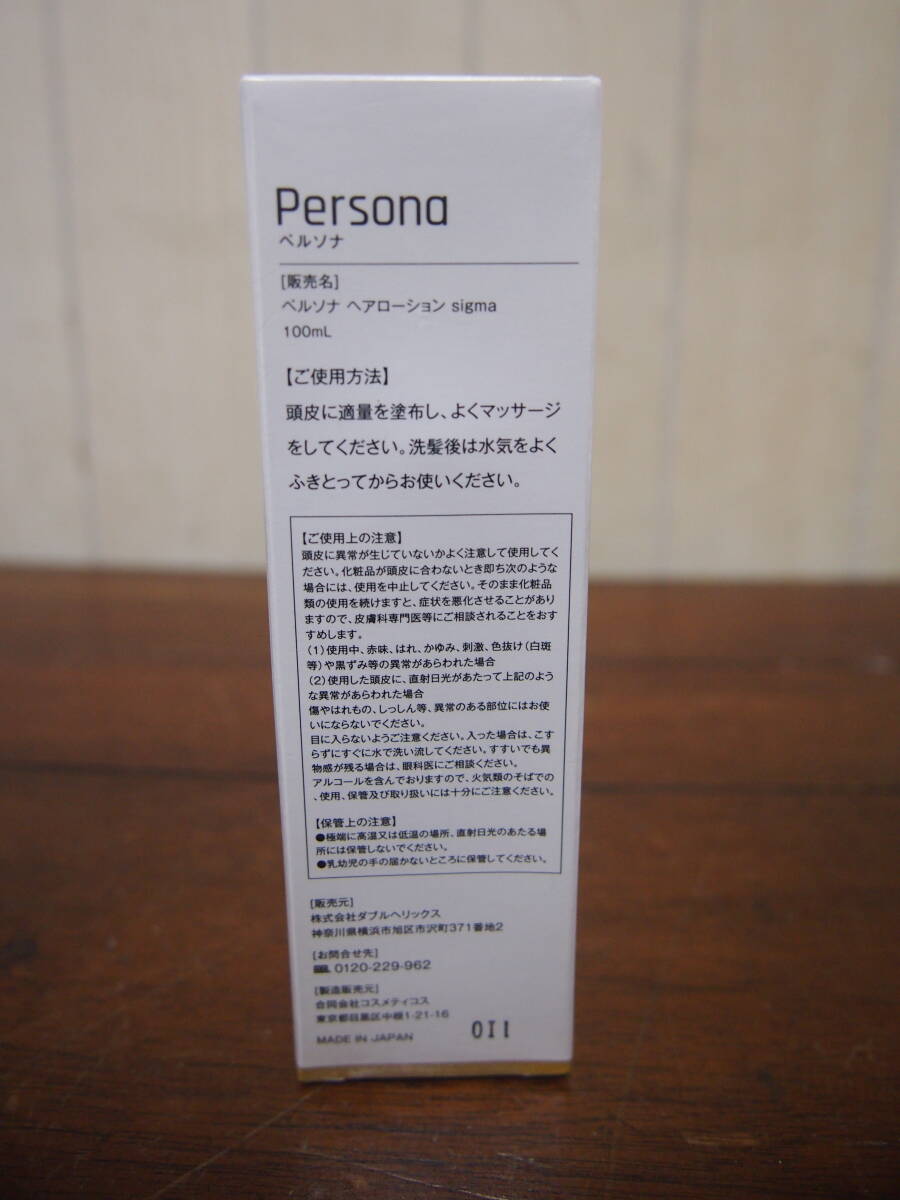 Persona
ペルソナ
[販売名]
ペルソナ ヘアローション sigma
100mL
【ご使用方法】
頭皮に適量を塗布し、よくマッサージ
をしてください。洗髪後は水気をよく
ふきとってからお使いください。
【ご使用上の注意】
頭皮に異常が生じていないかよく注意して使用してく
ださい。化粧品が頭皮に合わないとき即ち次のような
場合には、使用を中止してください。そのまま化粧品
類の使用を続けますと、症状を悪化させることがあり
ますので、皮膚科専門医等にご相談されることをおす
すめします。
(1)使用中、赤味、はれ、かゆみ、刺激、色抜け(白斑
等)や黒ずみ等の異常があらわれた場合
(2)使用した頭皮に、直射日光があたって上記のよう
な異常があらわれた場合
傷やはれもの、しっしん等、異常のある部位にはお使
いにならないでください。
目に入らないようご注意ください。入った場合は、こす
らずにすぐに水で洗い流してください。すすいでも異
物感が残る場合は、眼科医にご相談ください。
アルコールを含んでおりますので、火気類のそばでの
、使用、保管及び取り扱いには十分にご注意ください。
【保管上の注意】
●極端に高温又は低温の場所、直射日光のあたる場
所には保管しないでください。
●乳幼児の手の届かないところに保管してください。
[販売元]
株式会社ダブルヘリックス
神奈川県横浜市旭区市沢町371番地2
[お問合せ先]
0120-229-962
[製造販売元]
合同会社コスメティコス
東京都目黒区中根1-21-16
MADE IN JAPAN
011